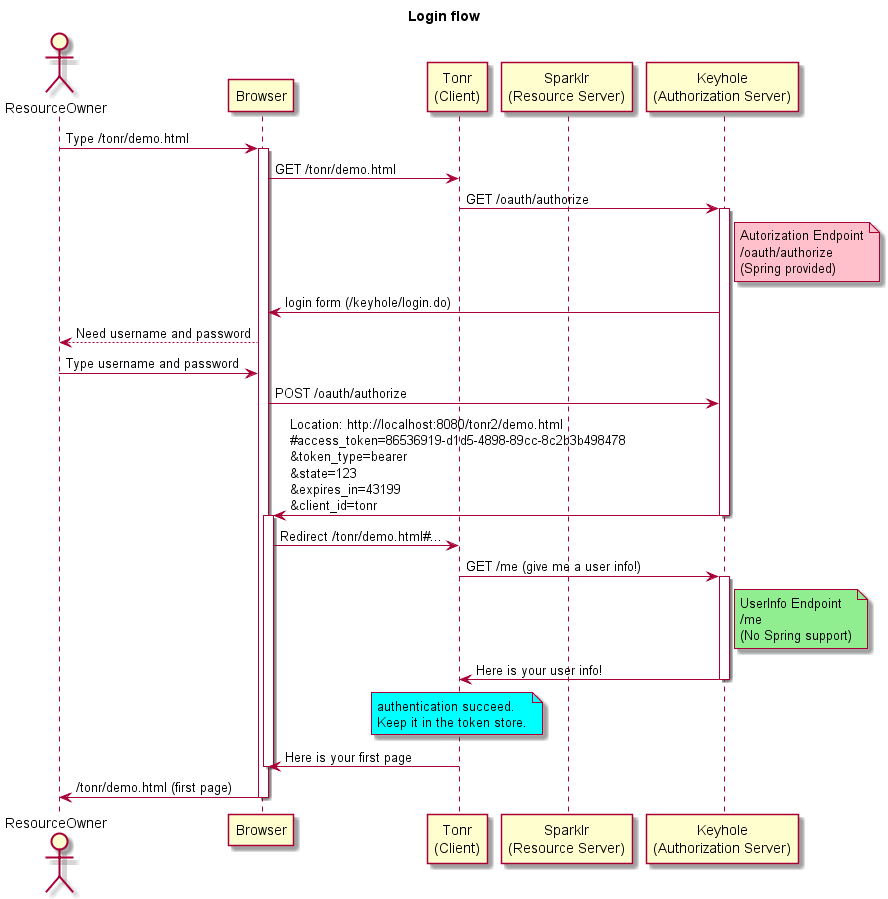 Login flow
ResourceOwner
Browser
Tonr
(Client)
Sparklr
(Resource Server)
Keyhole
(Authorization Server)
Type /tonr/demo.html
GET /tonr/demo.html
GET /oauth/authorize
Autorization Endpoint
/oauth/authorize
(Spring provided)
login form (/keyhole/login.do)
Need username and password
Type username and password
POST /oauth/authorize
Location: http://localhost:8080/tonr2/demo.html
#access_token=86536919-d1d5-4898-89cc-8c2b3b498478
&token_type=bearer
&state=123
&expires_in=43199
&client_id=tonr
Redirect /tonr/demo.html#...
GET /me (give me a user info!)
UserInfo Endpoint
/me
(No Spring support)
Here is your user info!
authentication succeed.
Keep it in the token store.
Here is your first page
/tonr/demo.html (first page)
ResourceOwner
Browser
Tonr
(Client)
Sparklr
(Resource Server)
Keyhole
(Authorization Server)